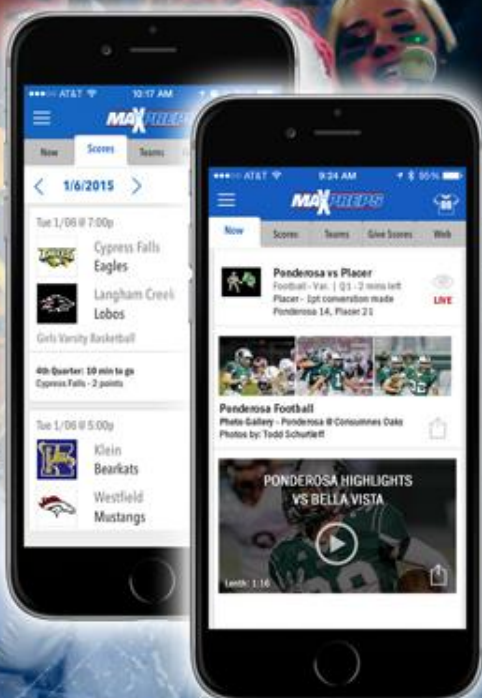 AT&T 10:17 AM
MAXPREPS
Now Scores Teams
1/6/2015
Tue 1/06 @ 7:00p
Cypress Falls
Eagles
Langham Creek
Lobos
Girls Varsity Basketball
4th Quarter: 10 min to go
Cypress Falls - 2 points
Tue 1/06 @ 5:00p
Klein
Bearkats
Westfield
Mustangs
AT&T 9:24 AM 95%
MAXPREPS
Now Scores Teams Give Scores Web
Ponderosa vs Placer
Football - Var. | Q1 - 2 mins left
Placer - 1pt conversion made
Ponderosa 14, Placer 21
LIVE
Ponderosa Football
Photo Gallery - Ponderosa @ Consumnes Oaks
Photos by: Todd Schurtleff
PONDEROSA HIGHLIGHTS
VS BELLA VISTA
Lenth: 1:16